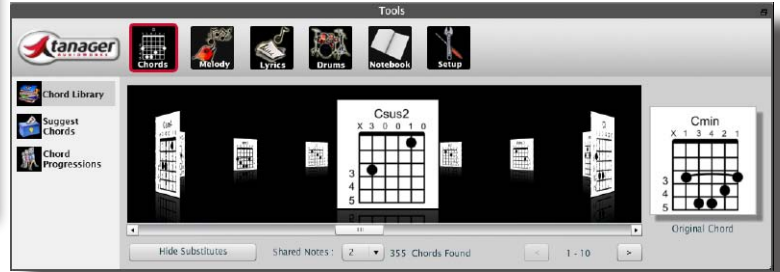 Tools
tanager
AUDIOWORKS
Chords
Melody
Lyrics
Drums
Notebook
Setup
Chord Library
Suggest
Chords
Chord
Progressions
Csus2
X 3 0 0 1 0
3
4
5
Cmin
X 1 3 4 2 1
3
4
5
Original Chord
Hide Substitutes
Shared Notes : 2
355 Chords Found
< 1 - 10 >